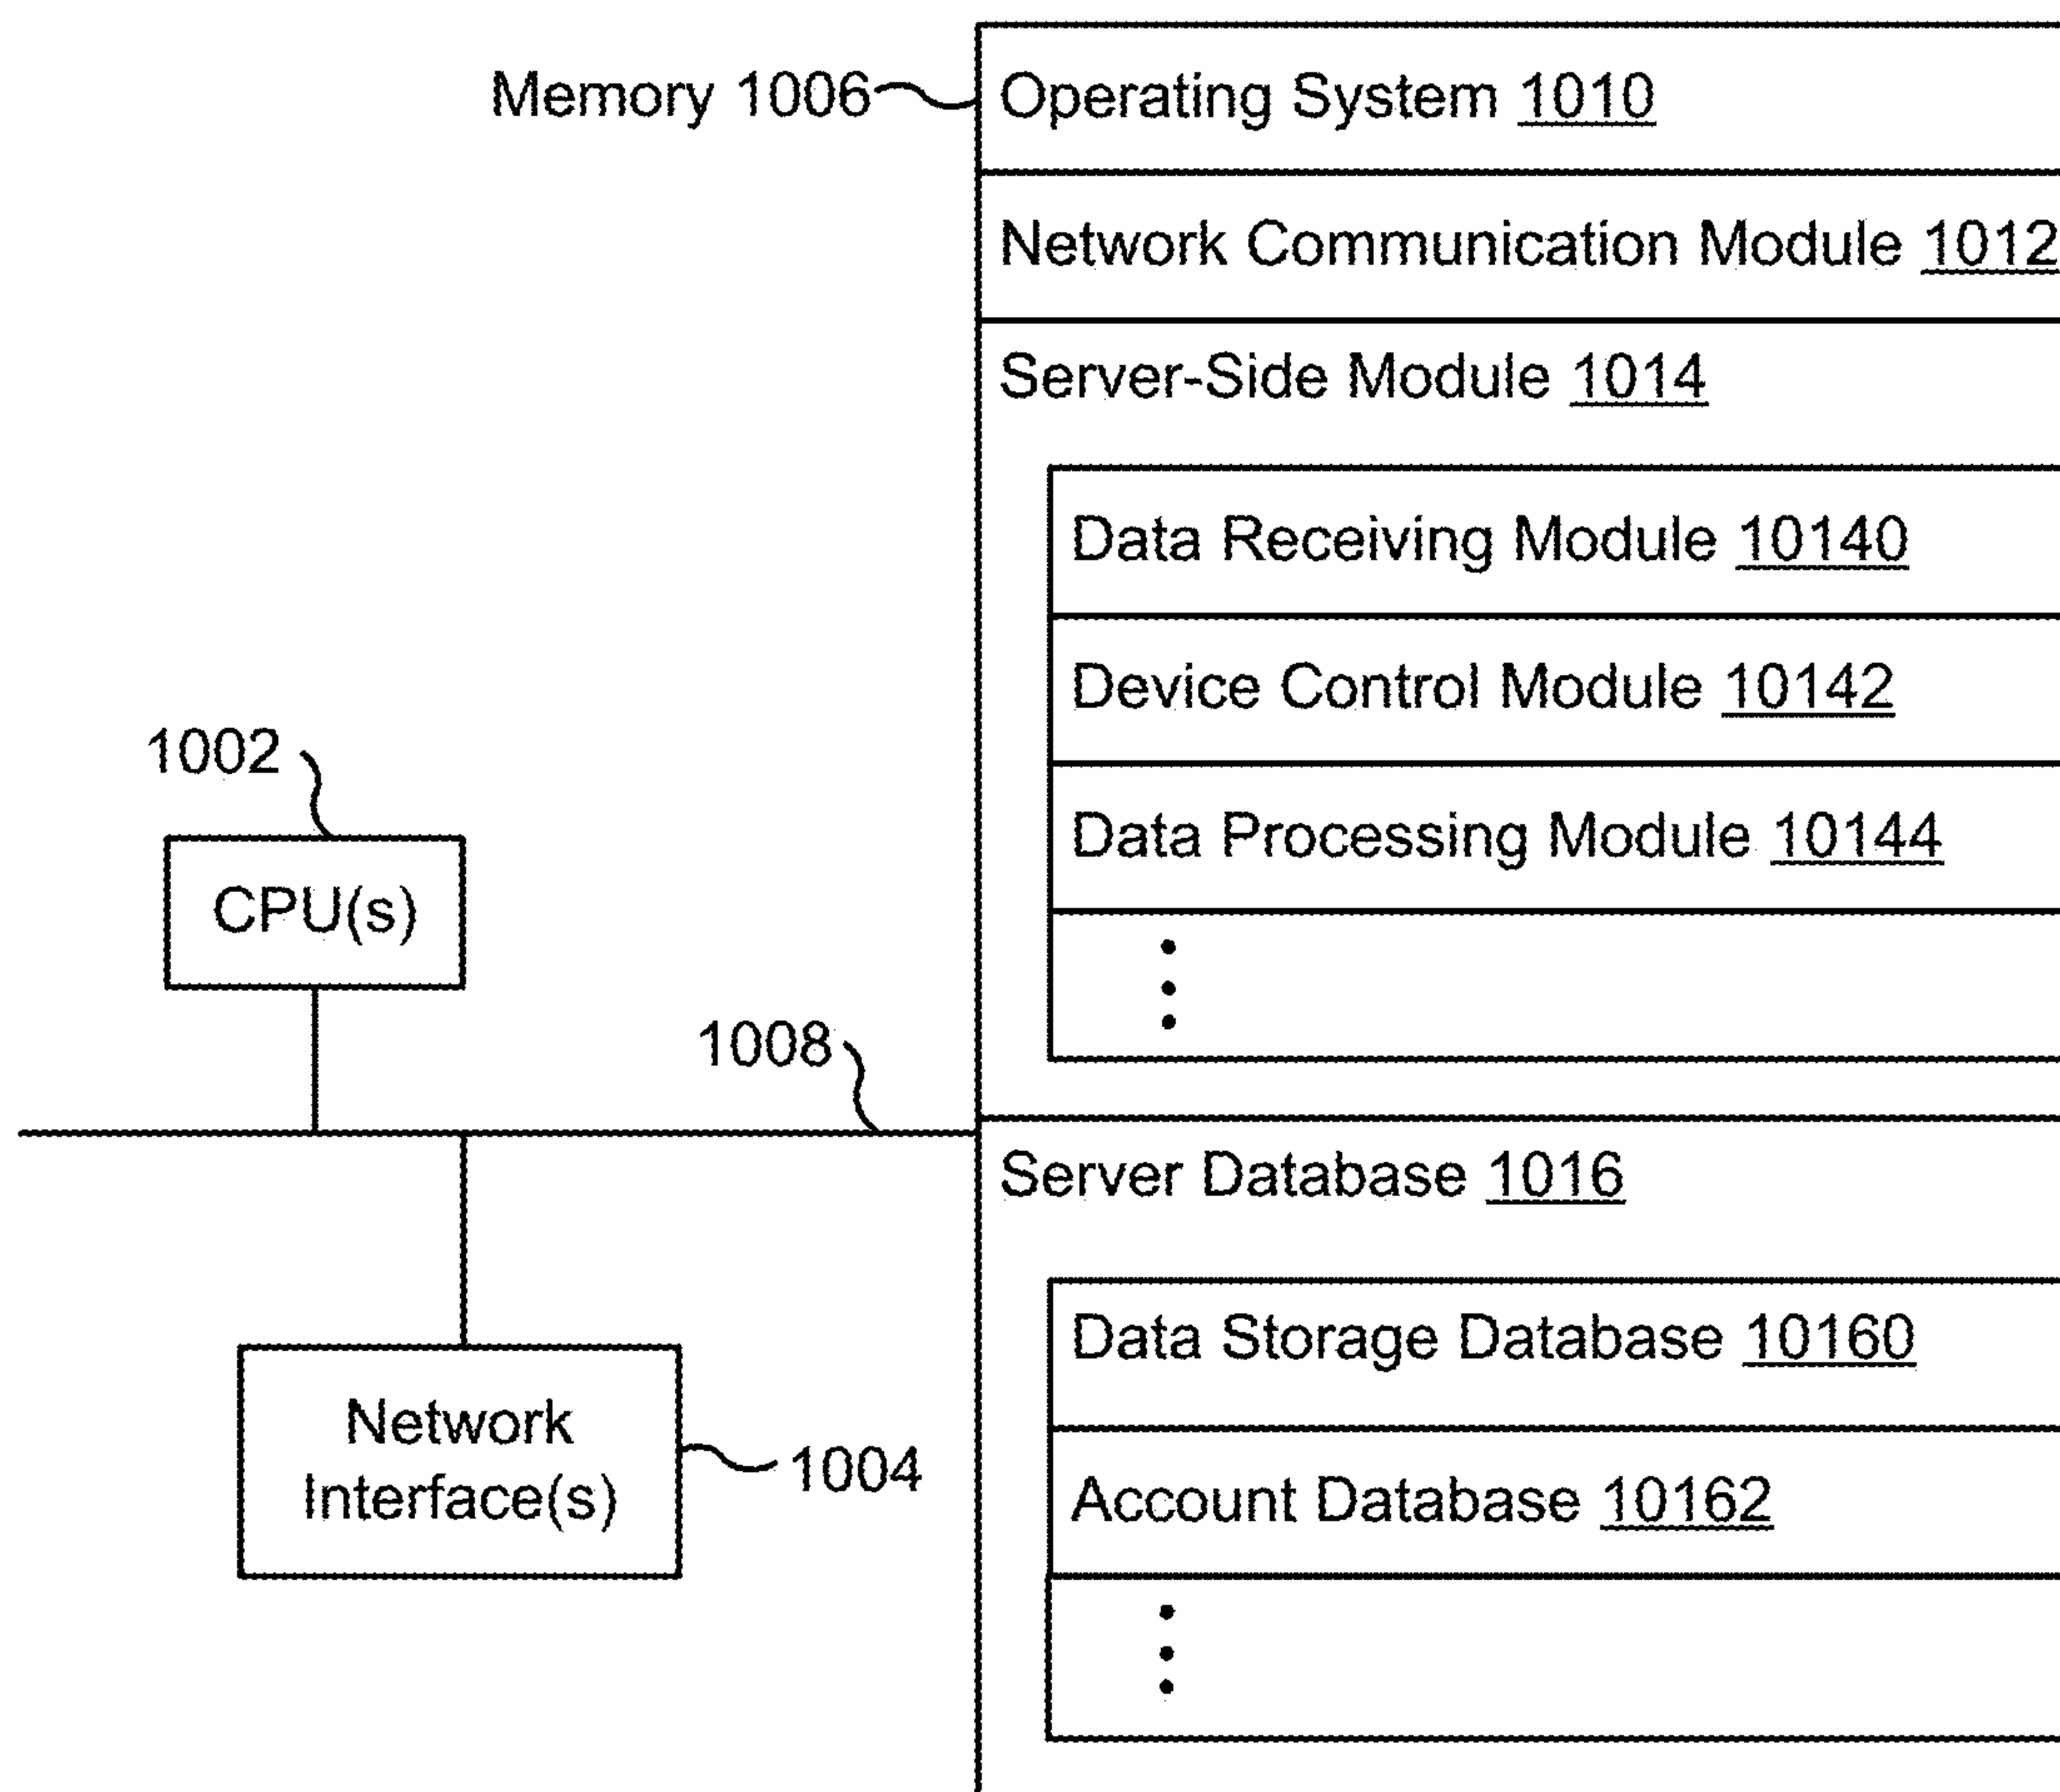 Memory 1006
Operating System 1010
Network Communication Module 1012
Server-Side Module 1014
Data Receiving Module 10140
Device Control Module 10142
Data Processing Module 10144
1002
CPU(s)
1008
Server Database 1016
Data Storage Database 10160
Account Database 10162
Network
Interface(s)
1004